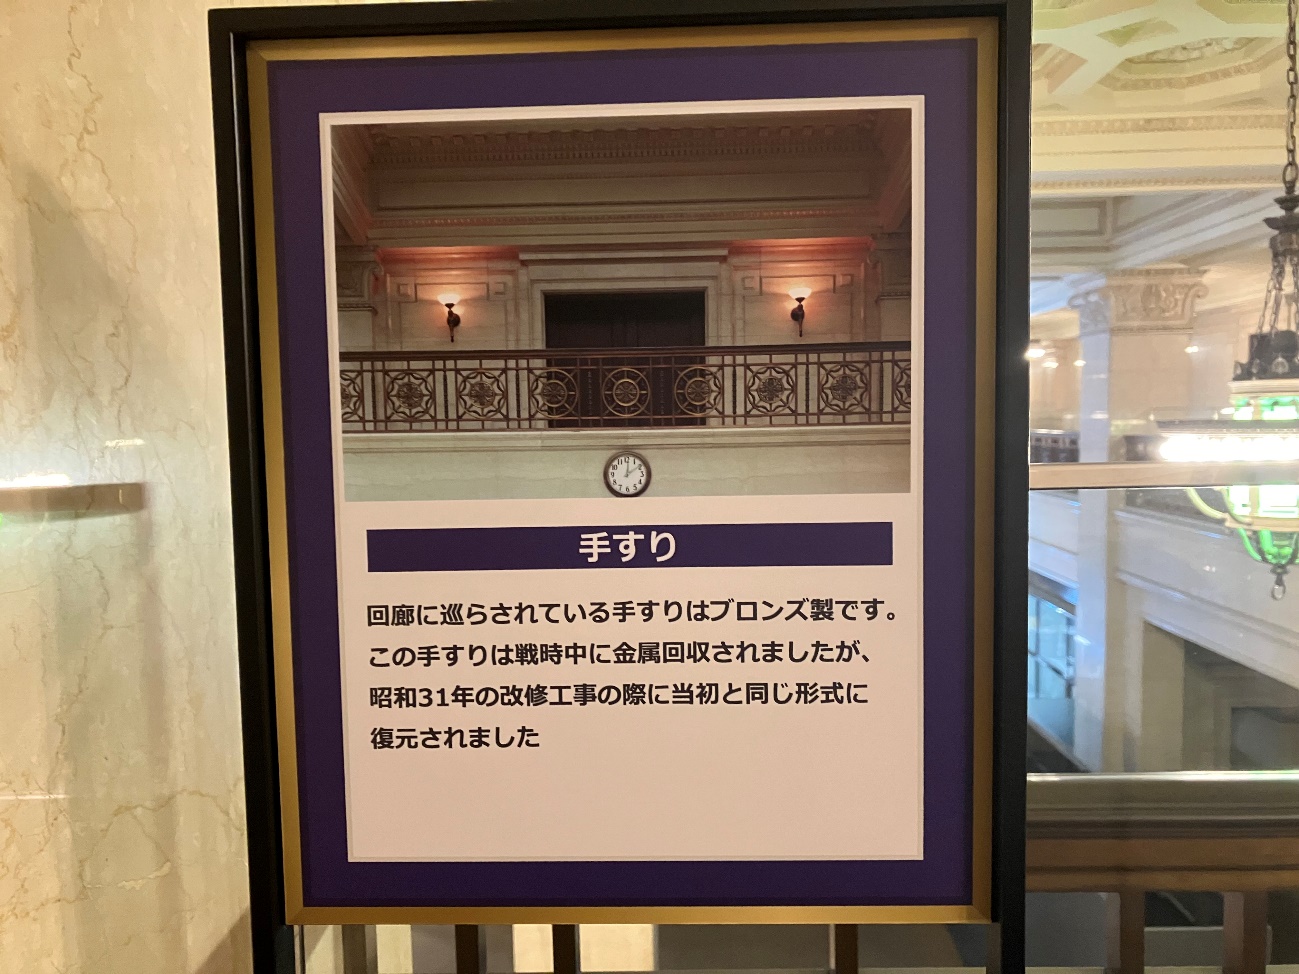 手すり
回廊に巡らされている手すりはブロンズ製です。
この手すりは戦時中に金属回収されましたが、
昭和31年の改修工事の際に当初と同じ形式に
復元されました